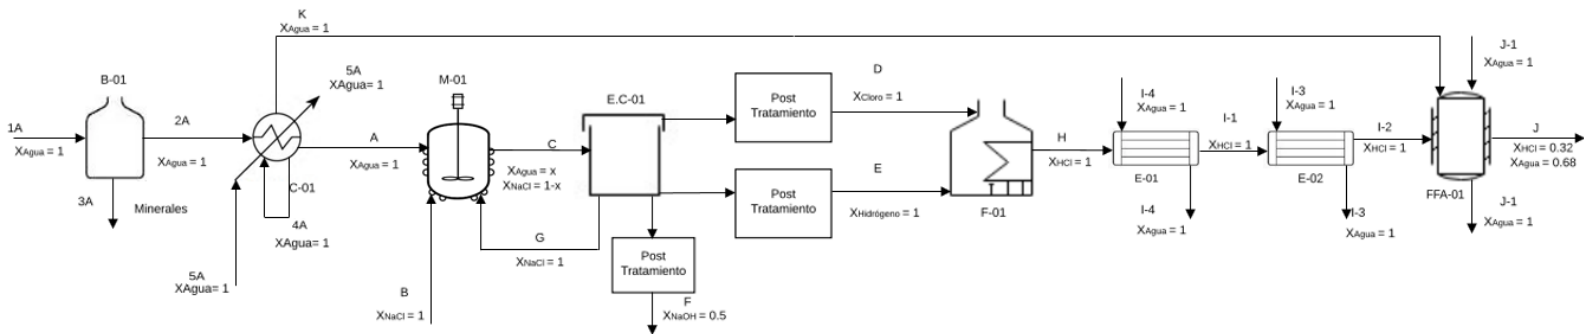 K
XAgua = 1
B-01
1A
XAgua = 1
2A
XAgua = 1
3A
Minerales
5A
XAgua= 1
C-01
4A
XAgua= 1
5A
XAgua= 1
A
XAgua = 1
M-01
B
XNaCl = 1
C
XAgua = x
XNaCl = 1-x
G
XNaCl = 1
E.C-01
Post
Tratamiento
Post
Tratamiento
Post
Tratamiento
F
XNaOH = 0.5
D
XCloro = 1
E
XHidrógeno = 1
F-01
H
XHCl = 1
I-4
XAgua = 1
E-01
I-4
XAgua = 1
I-1
XHCl = 1
I-3
XAgua = 1
E-02
I-3
XAgua = 1
I-2
XHCl = 1
J-1
XAgua = 1
FFA-01
J
XHCl = 0.32
XAgua = 0.68
J-1
XAgua = 1